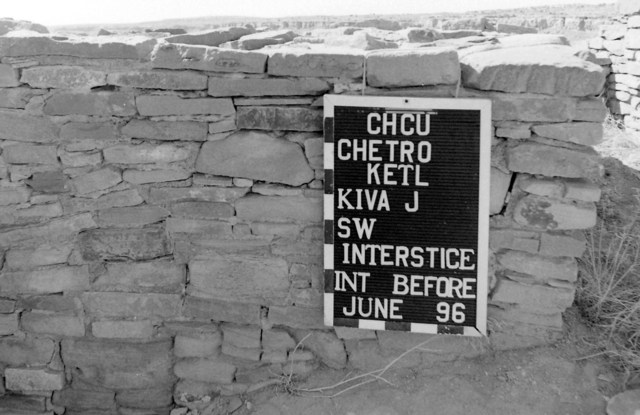 CHCU
CHETRO
KETL
KIVA J
SW
INTERSTICE
INT BEFORE
JUNE 96